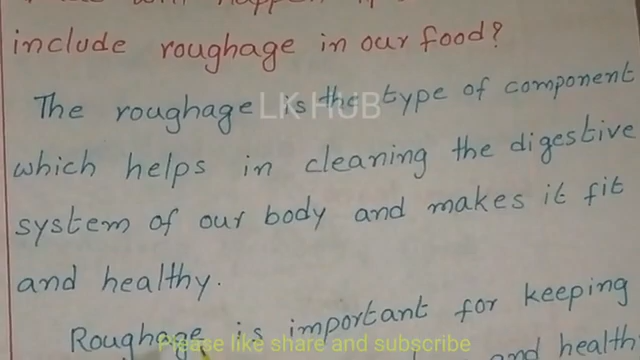 include roughage in our food?
The roughage is the type of component
which helps in cleaning the digestive
system of our body and makes it fit
and healthy.
Roughage is important for keeping
and health
LK HUB
Please like share and subscribe